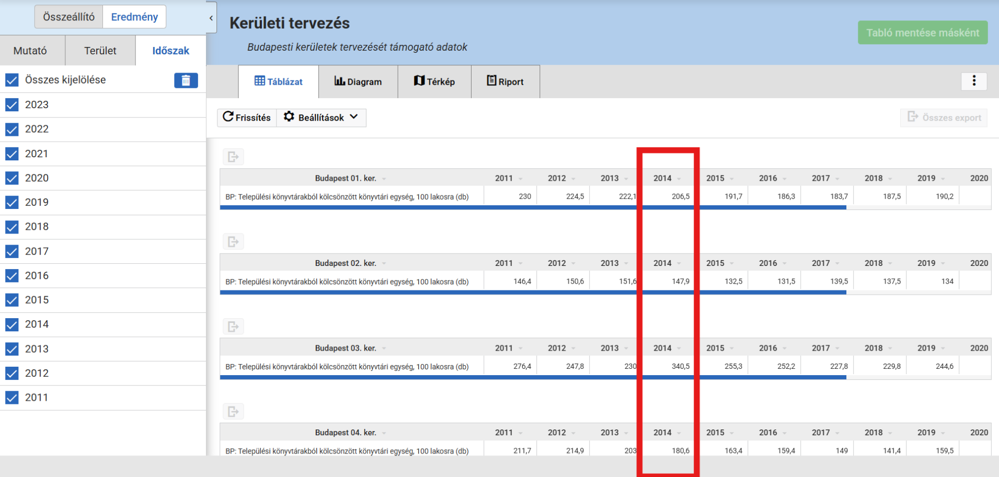 Összeállító Eredmény
Mutató Terület Időszak
Összes kijelölése
2023
2022
2021
2020
2019
2018
2017
2016
2015
2014
2013
2012
2011
Kerületi tervezés
Budapesti kerületek tervezését támogató adatok
Tabló mentése másként
Táblázat Diagram Térkép Riport
Frissítés Beállítások Összes export
Budapest 01. ker. 2011 2012 2013 2014 2015 2016 2017 2018 2019 2020
BP: Települési könyvtárakból kölcsönzött könyvtári egység, 100 lakosra (db) 230 224,5 222,1 206,5 191,7 186,3 183,7 187,5 190,2
Budapest 02. ker. 2011 2012 2013 2014 2015 2016 2017 2018 2019 2020
BP: Települési könyvtárakból kölcsönzött könyvtári egység, 100 lakosra (db) 146,4 150,6 151,6 147,9 132,5 131,5 139,5 137,5 134
Budapest 03. ker. 2011 2012 2013 2014 2015 2016 2017 2018 2019 2020
BP: Települési könyvtárakból kölcsönzött könyvtári egység, 100 lakosra (db) 276,4 247,8 230 340,5 255,3 252,2 227,8 229,8 244,6
Budapest 04. ker. 2011 2012 2013 2014 2015 2016 2017 2018 2019 2020
BP: Települési könyvtárakból kölcsönzött könyvtári egység, 100 lakosra (db) 211,7 214,9 203 180,6 163,4 159,4 149 141,4 159,5